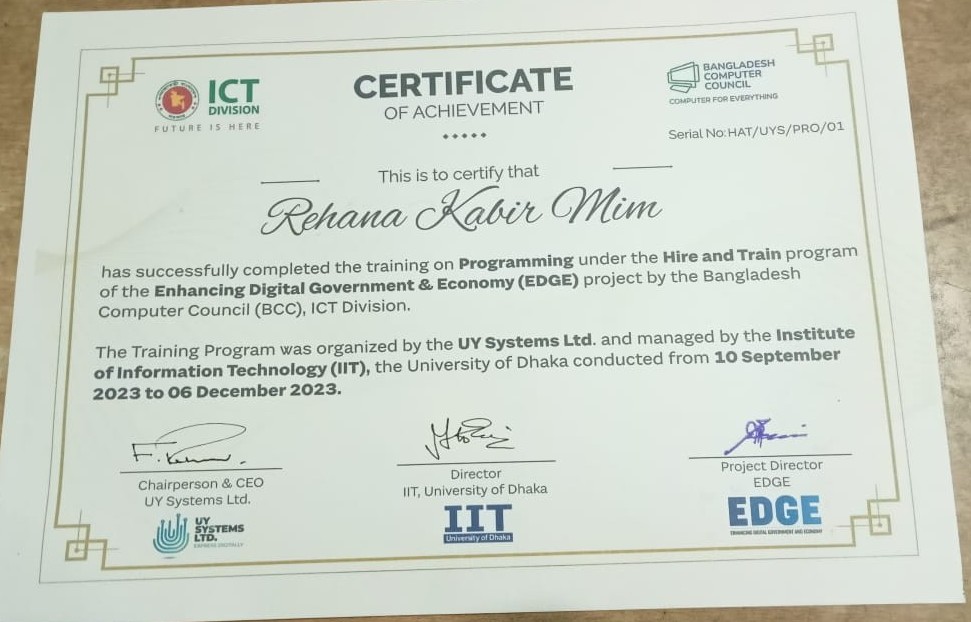 ICT
DIVISION
FUTURE IS HERE
CERTIFICATE
OF ACHIEVEMENT
BANGLADESH
COMPUTER
COUNCIL
COMPUTER FOR EVERYTHING
Serial No:HAT/UYS/PRO/01
This is to certify that
Rehana Kabir Mim
has successfully completed the training on Programming under the Hire and Train program
of the Enhancing Digital Government & Economy (EDGE) project by the Bangladesh
Computer Council (BCC), ICT Division.
The Training Program was organized by the UY Systems Ltd. and managed by the Institute
of Information Technology (IIT), the University of Dhaka conducted from 10 September
2023 to 06 December 2023.
Chairperson & CEO
UY Systems Ltd.
UY
SYSTEMS
LTD.
EXPRESS DIGITALLY
Director
IIT, University of Dhaka
IIT
University of Dhaka
Project Director
EDGE
EDGE
ENHANCING DIGITAL GOVERNMENT AND ECONOMY